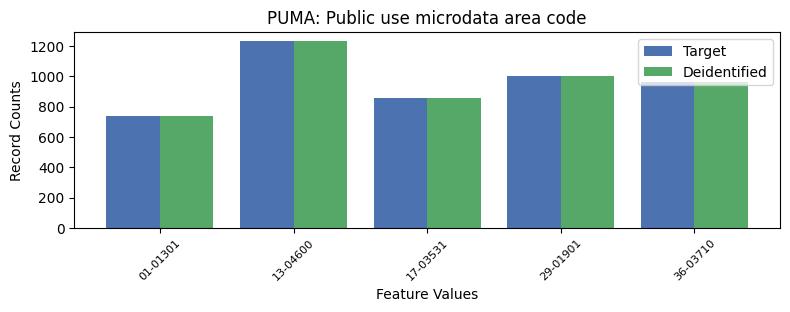 PUMA: Public use microdata area code
Record Counts
1200
1000
800
600
400
200
0
Target
Deidentified
01-01301
13-04600
17-03531
29-01901
36-03710
Feature Values